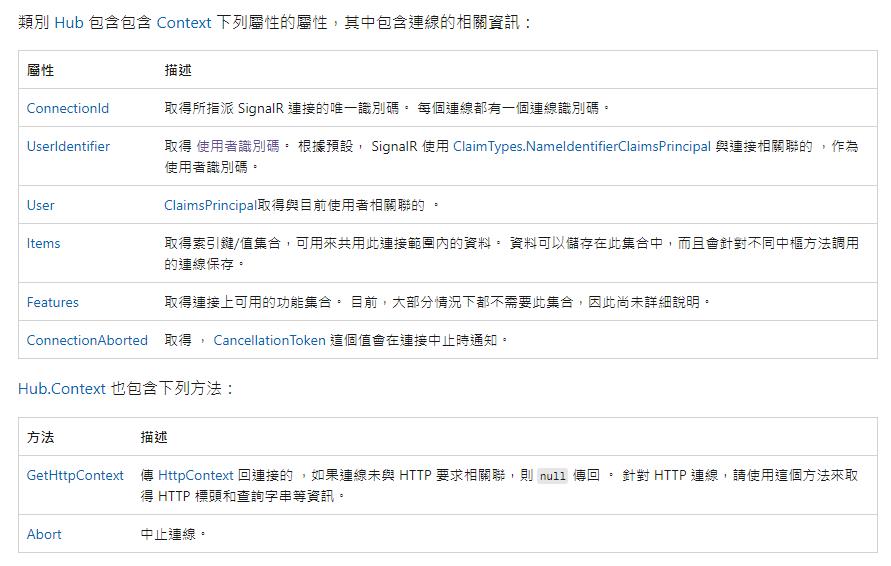 類別 Hub 包含包含 Context 下列屬性的屬性，其中包含連線的相關資訊：
屬性 描述
ConnectionId 取得所指派 SignalR 連接的唯一識別碼。 每個連線都有一個連線識別碼。
UserIdentifier 取得 使用者識別碼。 根據預設， SignalR 使用 ClaimTypes.NameIdentifierClaimsPrincipal 與連接相關聯的 ，作為
使用者識別碼。
User ClaimsPrincipal取得與目前使用者相關聯的 。
Items 取得索引鍵/值集合，可用來共用此連接範圍內的資料。 資料可以儲存在此集合中，而且會針對不同中樞方法調用
的連線保存。
Features 取得連接上可用的功能集合。 目前，大部分情況下都不需要此集合，因此尚未詳細說明。
ConnectionAborted 取得 ， CancellationToken 這個值會在連接中止時通知。
Hub.Context 也包含下列方法：
方法 描述
GetHttpContext 傳 HttpContext 回連接的 ，如果連線未與 HTTP 要求相關聯，則 null 傳回 。 針對 HTTP 連線，請使用這個方法來取
得 HTTP 標頭和查詢字串等資訊。
Abort 中止連線。